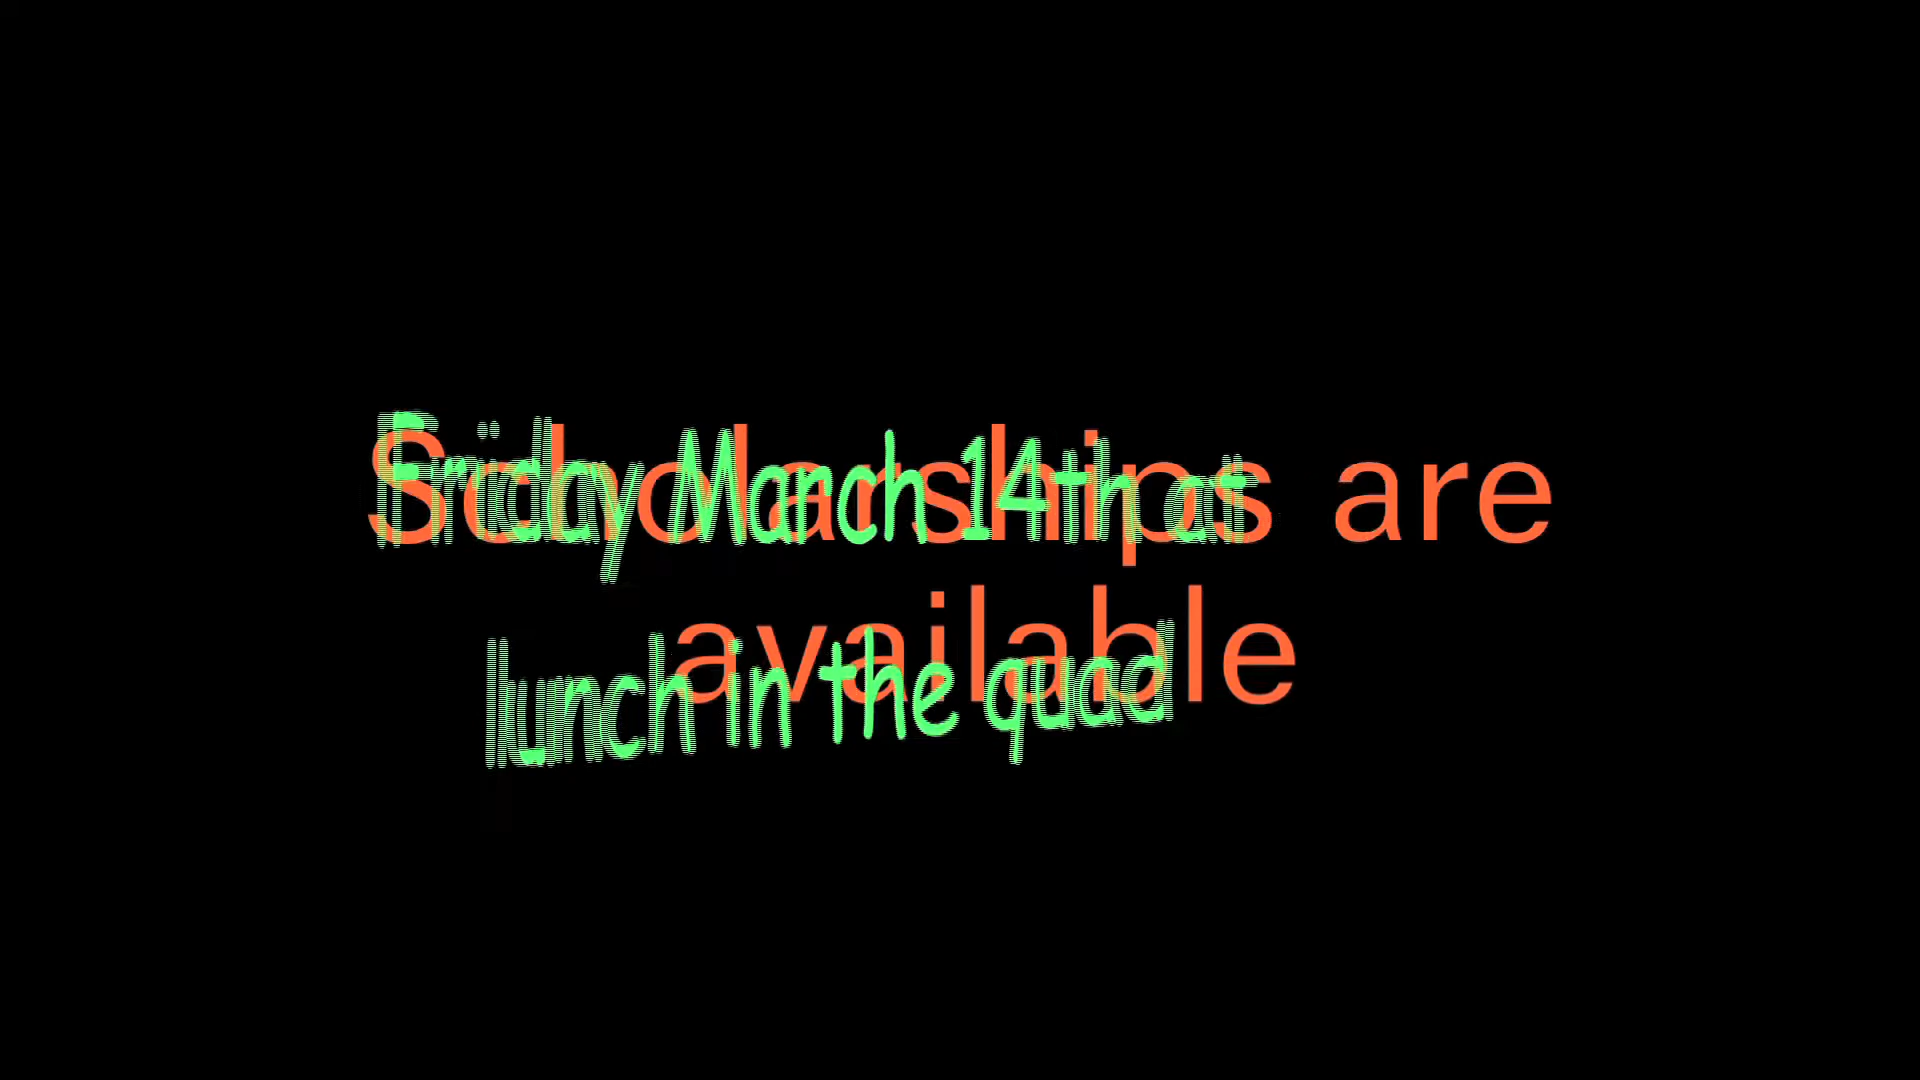 Friday March 14th at
lunch in the quad
Scholarships are
available